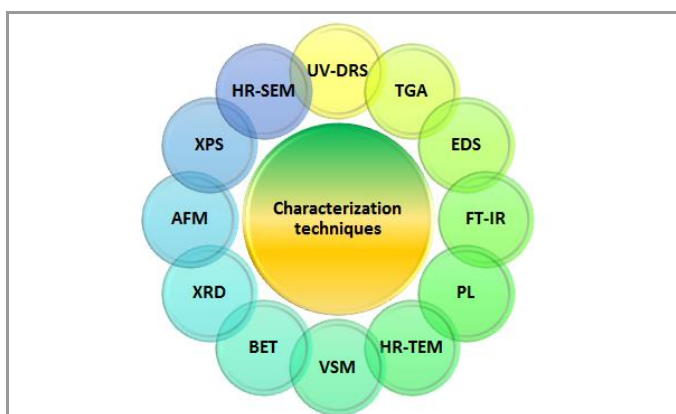 UV-DRS
TGA
EDS
FT-IR
PL
HR-TEM
VSM
BET
XRD
AFM
XPS
HR-SEM
Characterization
techniques